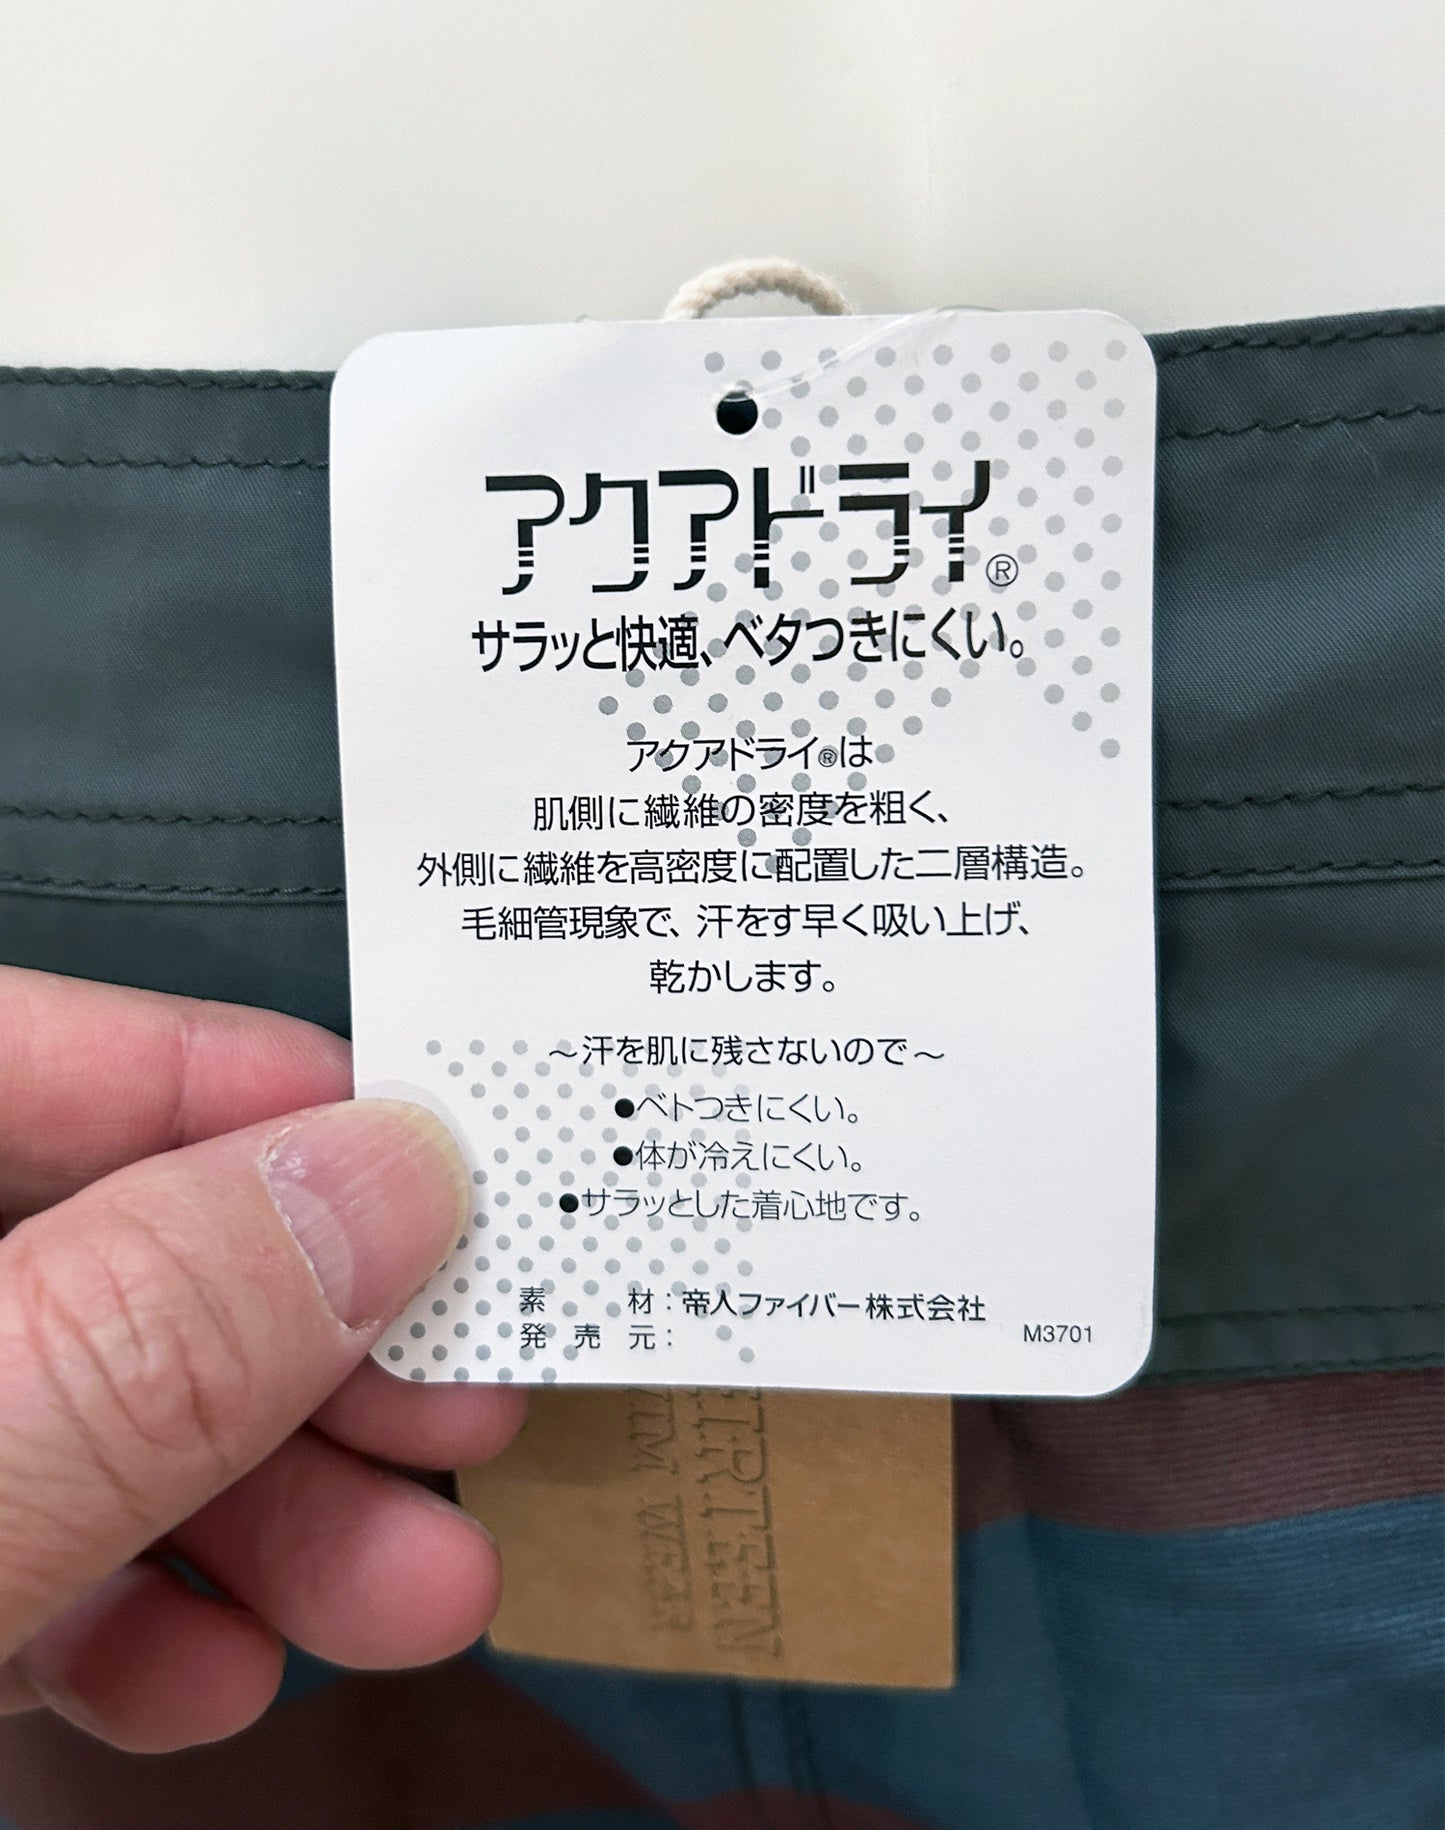 アクアドライ®
サラッと快適、ベタつきにくい。
アクアドライ®は
肌側に繊維の密度を粗く、
外側に繊維を高密度に配置した二層構造。
毛細管現象で、汗をす早く吸い上げ、
乾かします。
～汗を肌に残さないので～
●ベトつきにくい。
●体が冷えにくい。
●サラッとした着心地です。
素　材：帝人ファイバー株式会社
発 売 元：
M3701
WEAR